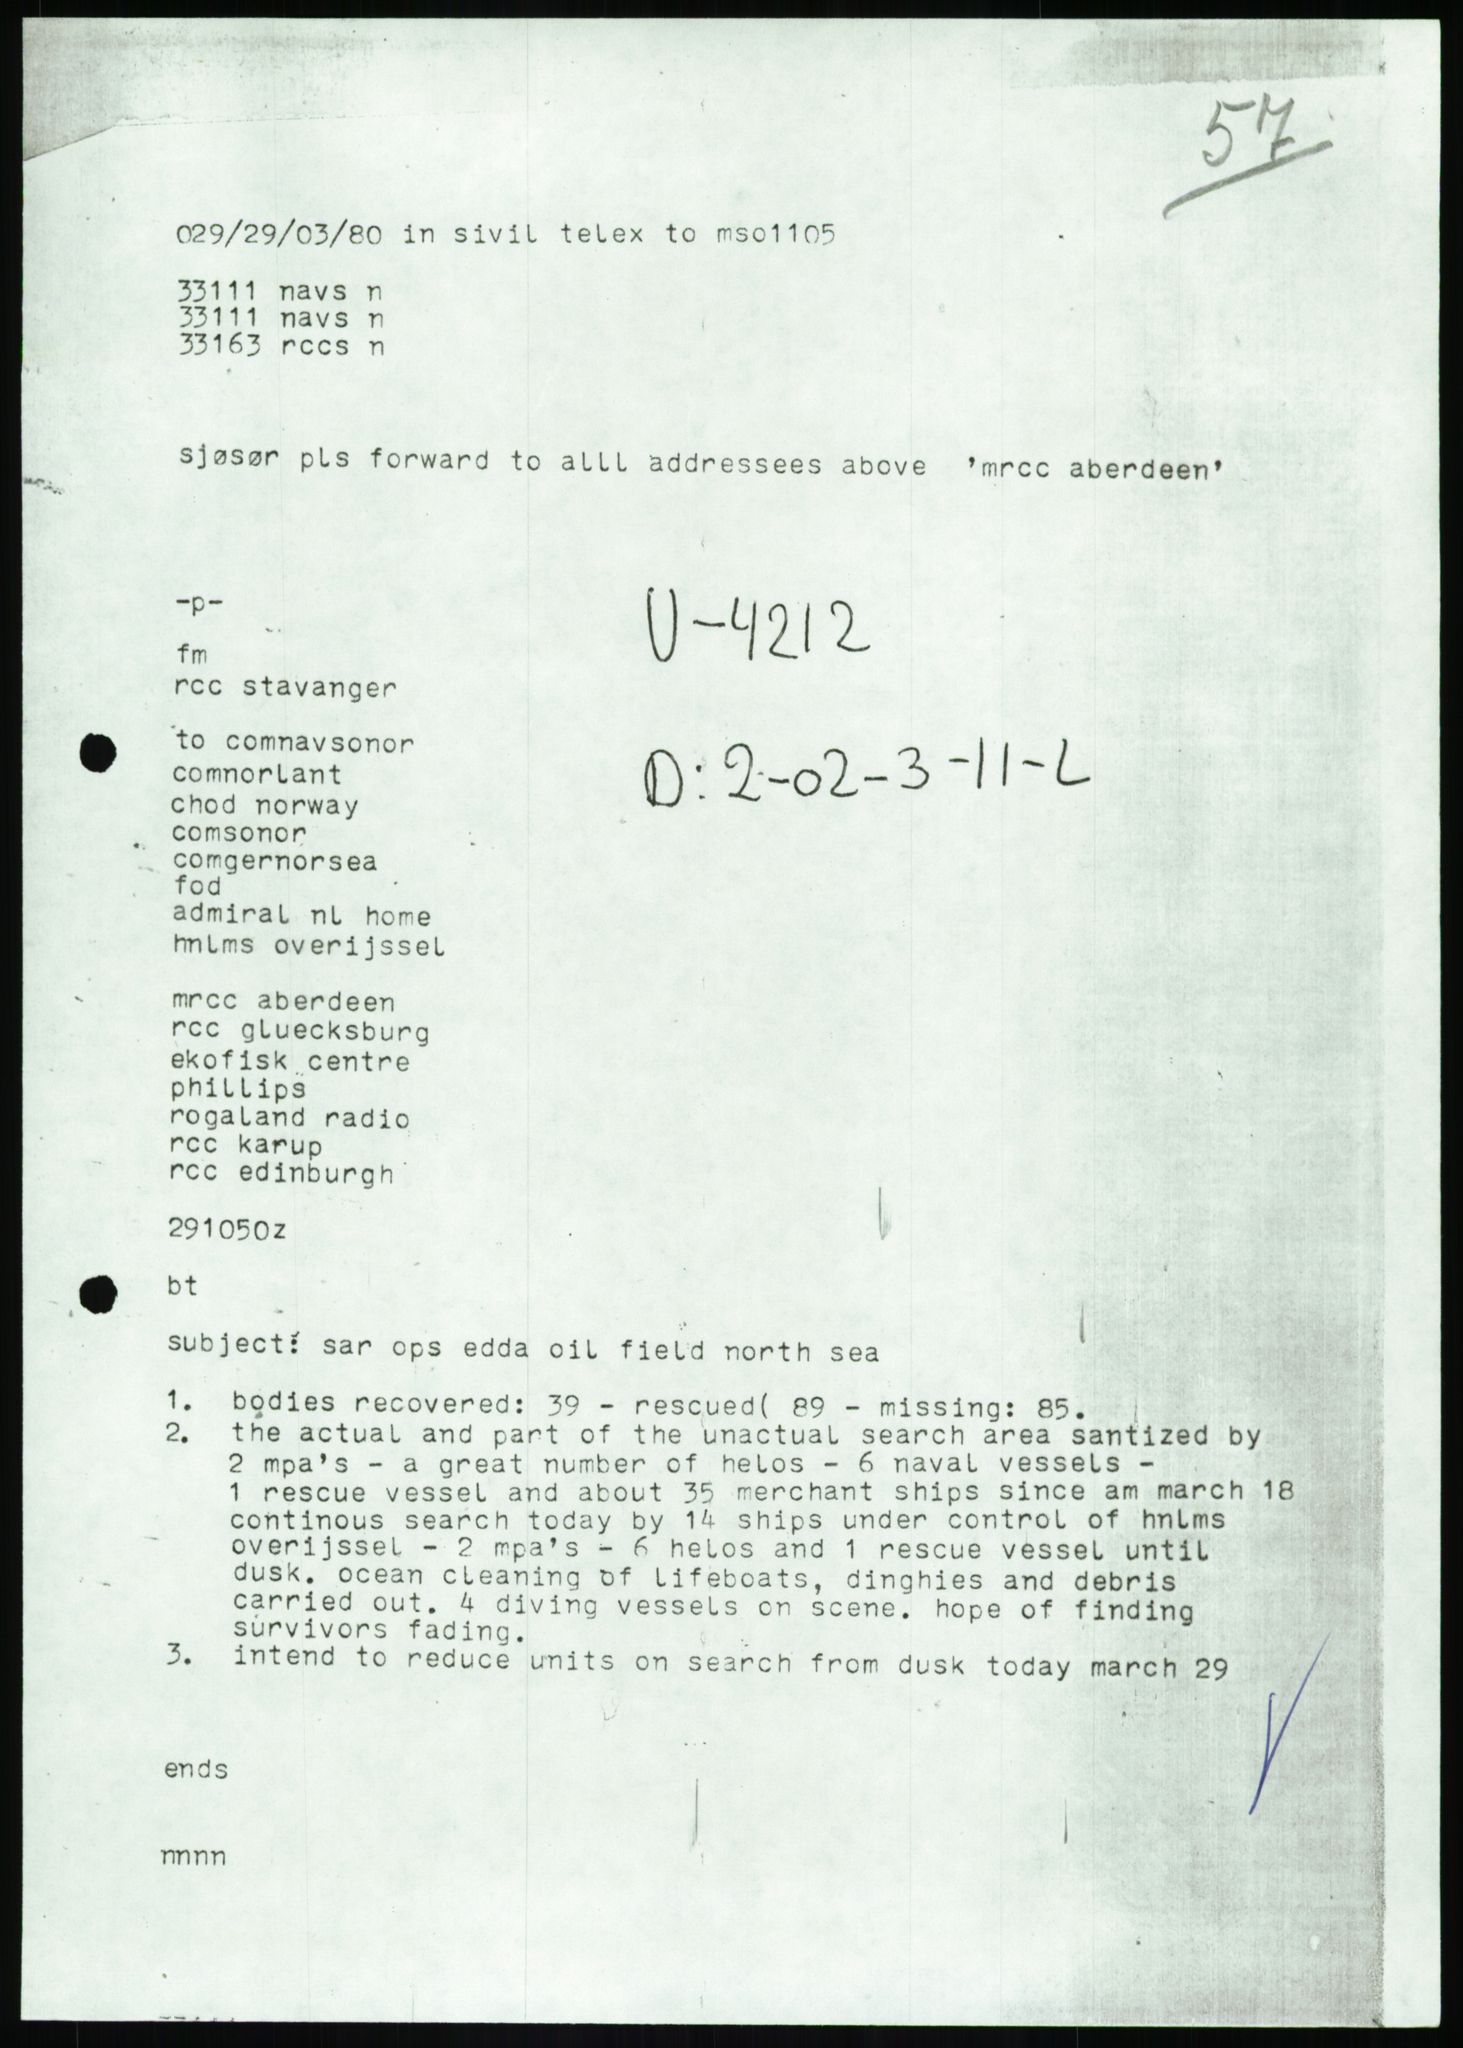 57
029/29/03/80 in sivil telex to mso1105
33111 navs n
33111 navs n
33163 rccs n
sjøsør pls forward to alll addressees above 'mrcc aberdeen'
-p-
U-4212
fm
rcc stavanger
to comnavsonor
D: 2-02-3-11-L
comnorlant
chod norway
comsonor
comgernorsea
fod
admiral nl home
hnlms overijssel
mrcc aberdeen
rcc gluecksburg
ekofisk centre
phillips
rogaland radio
rcc karup
rcc edinburgh
291050z
bt
subject: sar ops edda oil field north sea
1. bodies recovered: 39 - rescued( 89 - missing: 85.
2. the actual and part of the unactual search area santized by
2 mpa's - a great number of helos - 6 naval vessels -
1 rescue vessel and about 35 merchant ships since am march 18
continous search today by 14 ships under control of hnlms
overijssel - 2 mpa's - 6 helos and 1 rescue vessel until
dusk. ocean cleaning of lifeboats, dinghies and debris
carried out. 4 diving vessels on scene. hope of finding
survivors fading.
3. intend to reduce units on search from dusk today march 29
ends
nnnn